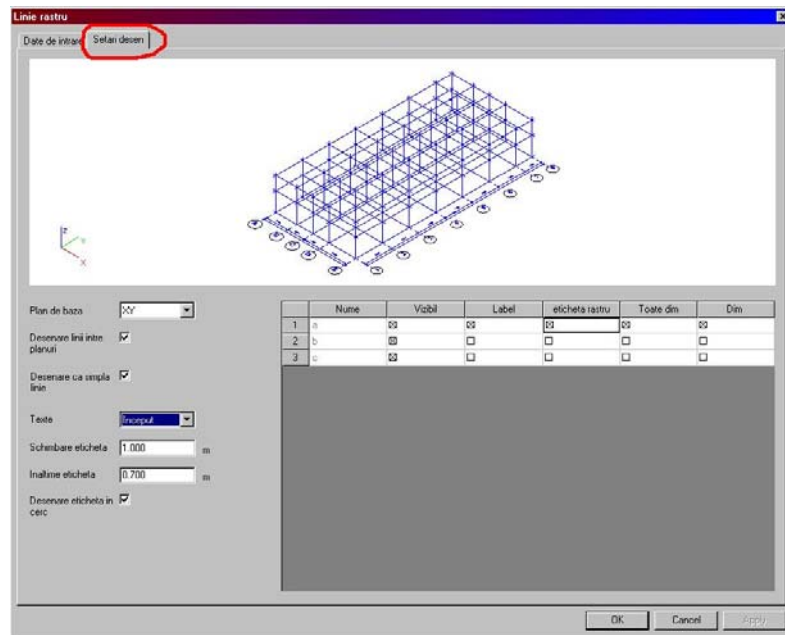 Linie rastru
Date de intrare
Setari desen
z
x
Plan de baza XY
Desenare linii intre planuri
Desenare ca simpla linie
Texte Inceput
Schimbare eticheta 1.000 m
Inaltime eticheta 0.700 m
Desenare eticheta in cerc
Nume Vizibil Label eticheta rastru Toate dim Dim
1 a
2 b
3 c
OK Cancel Apply